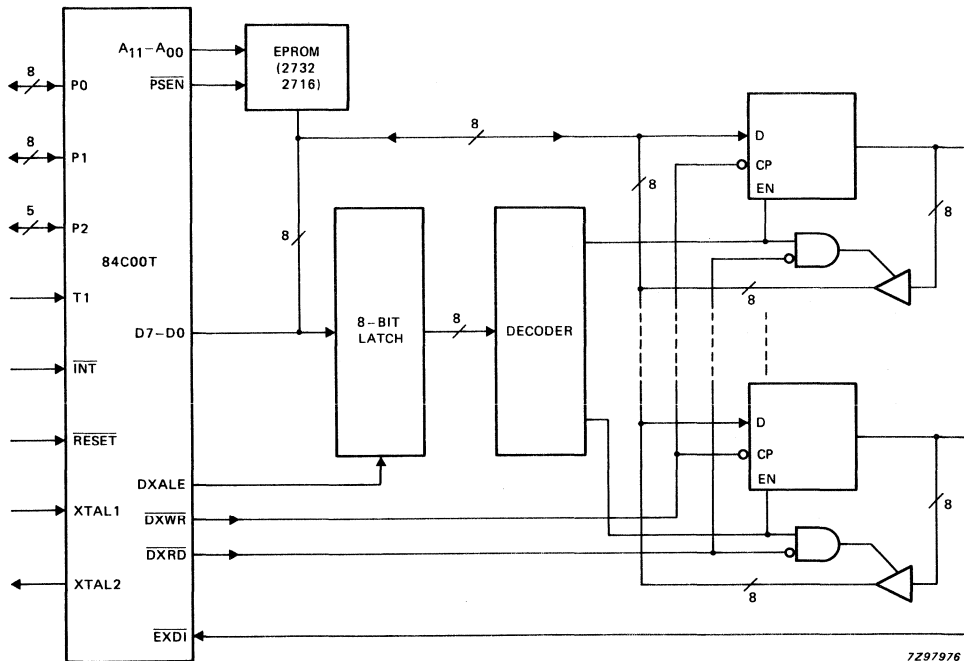 A11–A00
EPROM
(2732
2716)
PSEN
8
P0
8
P1
5
P2
84C00T
T1
D7–D0
INT
RESET
DXALE
XTAL1
DXWR
DXRD
XTAL2
EXDI
8
8
8-BIT
LATCH
8
DECODER
8
D
CP
EN
8
8
D
CP
EN
8
8
7Z97976